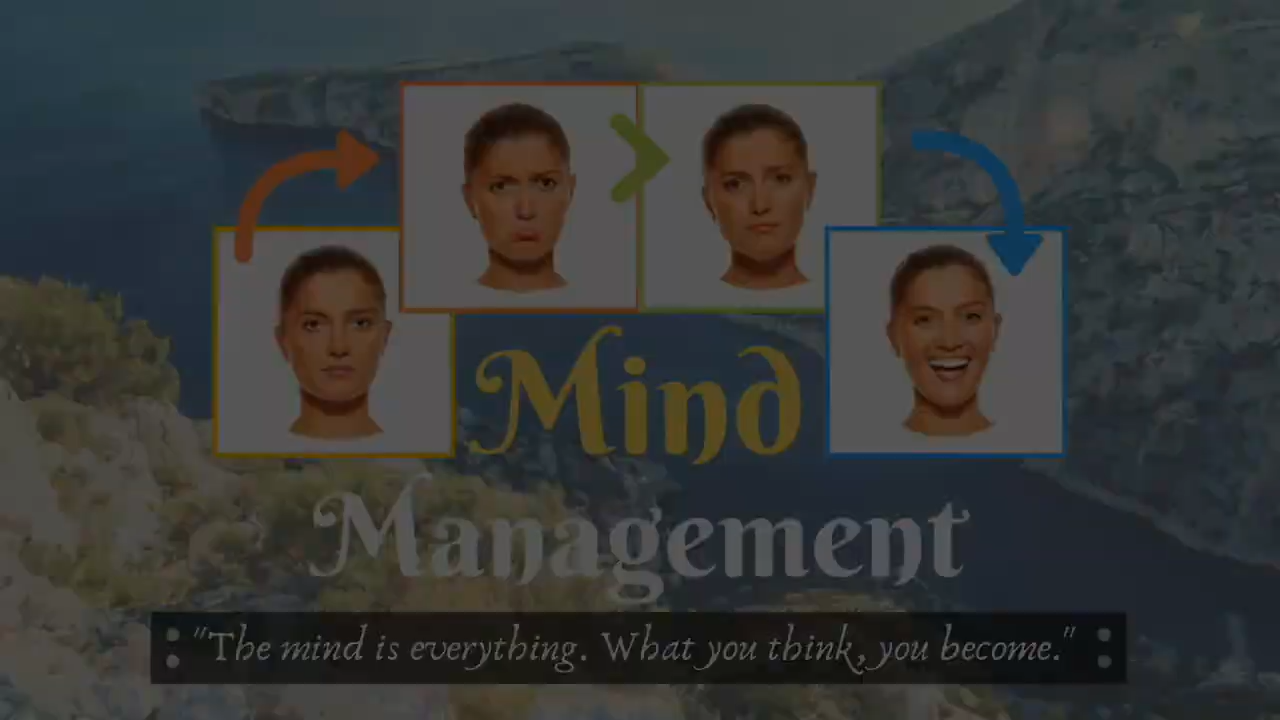 Mind
Management
"The mind is everything. What you think, you become."